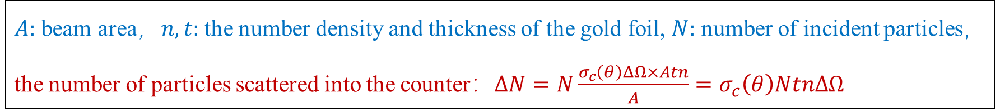 A: beam area, n, t: the number density and thickness of the gold foil, N: number of incident particles,
the number of particles scattered into the counter: ΔN = N \frac{σ_c(θ)ΔΩ×Atn}{A} = σ_c(θ)NtnΔΩ